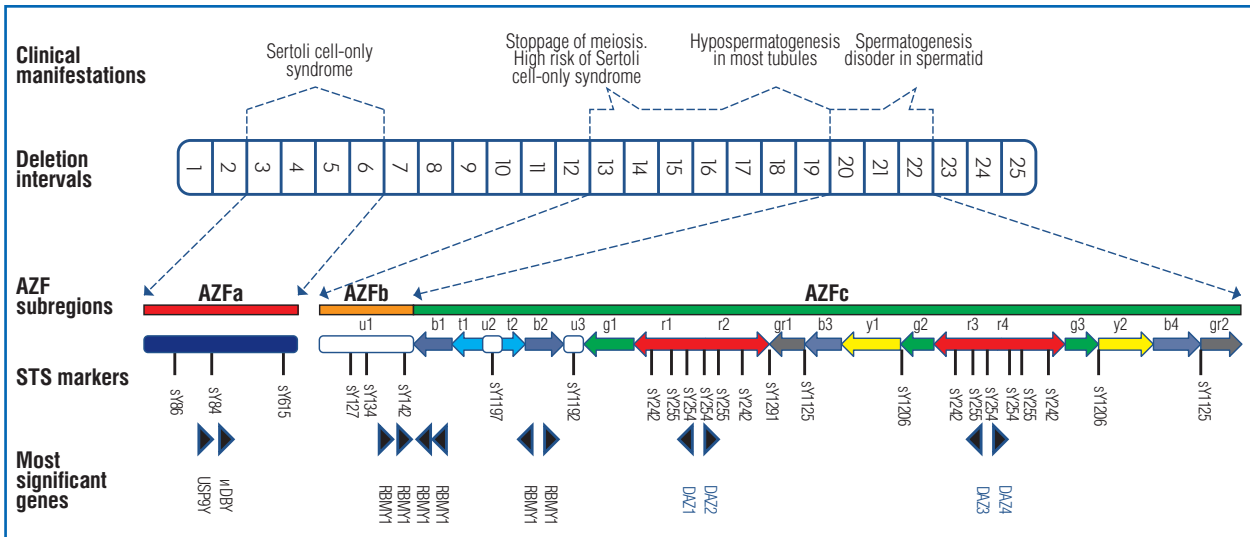 Clinical
manifestations
Sertoli cell-only
syndrome
Stoppage of meiosis.
High risk of Sertoli
cell-only syndrome
Hypospermatogenesis
in most tubules
Spermatogenesis
disoder in spermatid
Deletion
intervals
1 2 3 4 5 6 7 8 9 10 11 12 13 14 15 16 17 18 19 20 21 22 23 24 25
AZF
subregions
AZFa AZFb AZFc
u1 b1 t1 u2 t2 b2 u3 g1 r1 r2 gr1 b3 y1 g2 r3 r4 g3 y2 b4 gr2
STS markers
sY86 sY84 sY615 sY127 sY134 sY142 sY1197 sY1192 sY242 sY255 sY254 sY254 sY255 sY242 sY1291 sY1125 sY1206 sY242 sY255 sY254 sY254 sY255 sY242 sY1206 sY1125
Most
significant
genes
USP9Y иDBY RBMY1 RBMY1 RBMY1 RBMY1 RBMY1 RBMY1 DAZ1 DAZ2 DAZ3 DAZ4